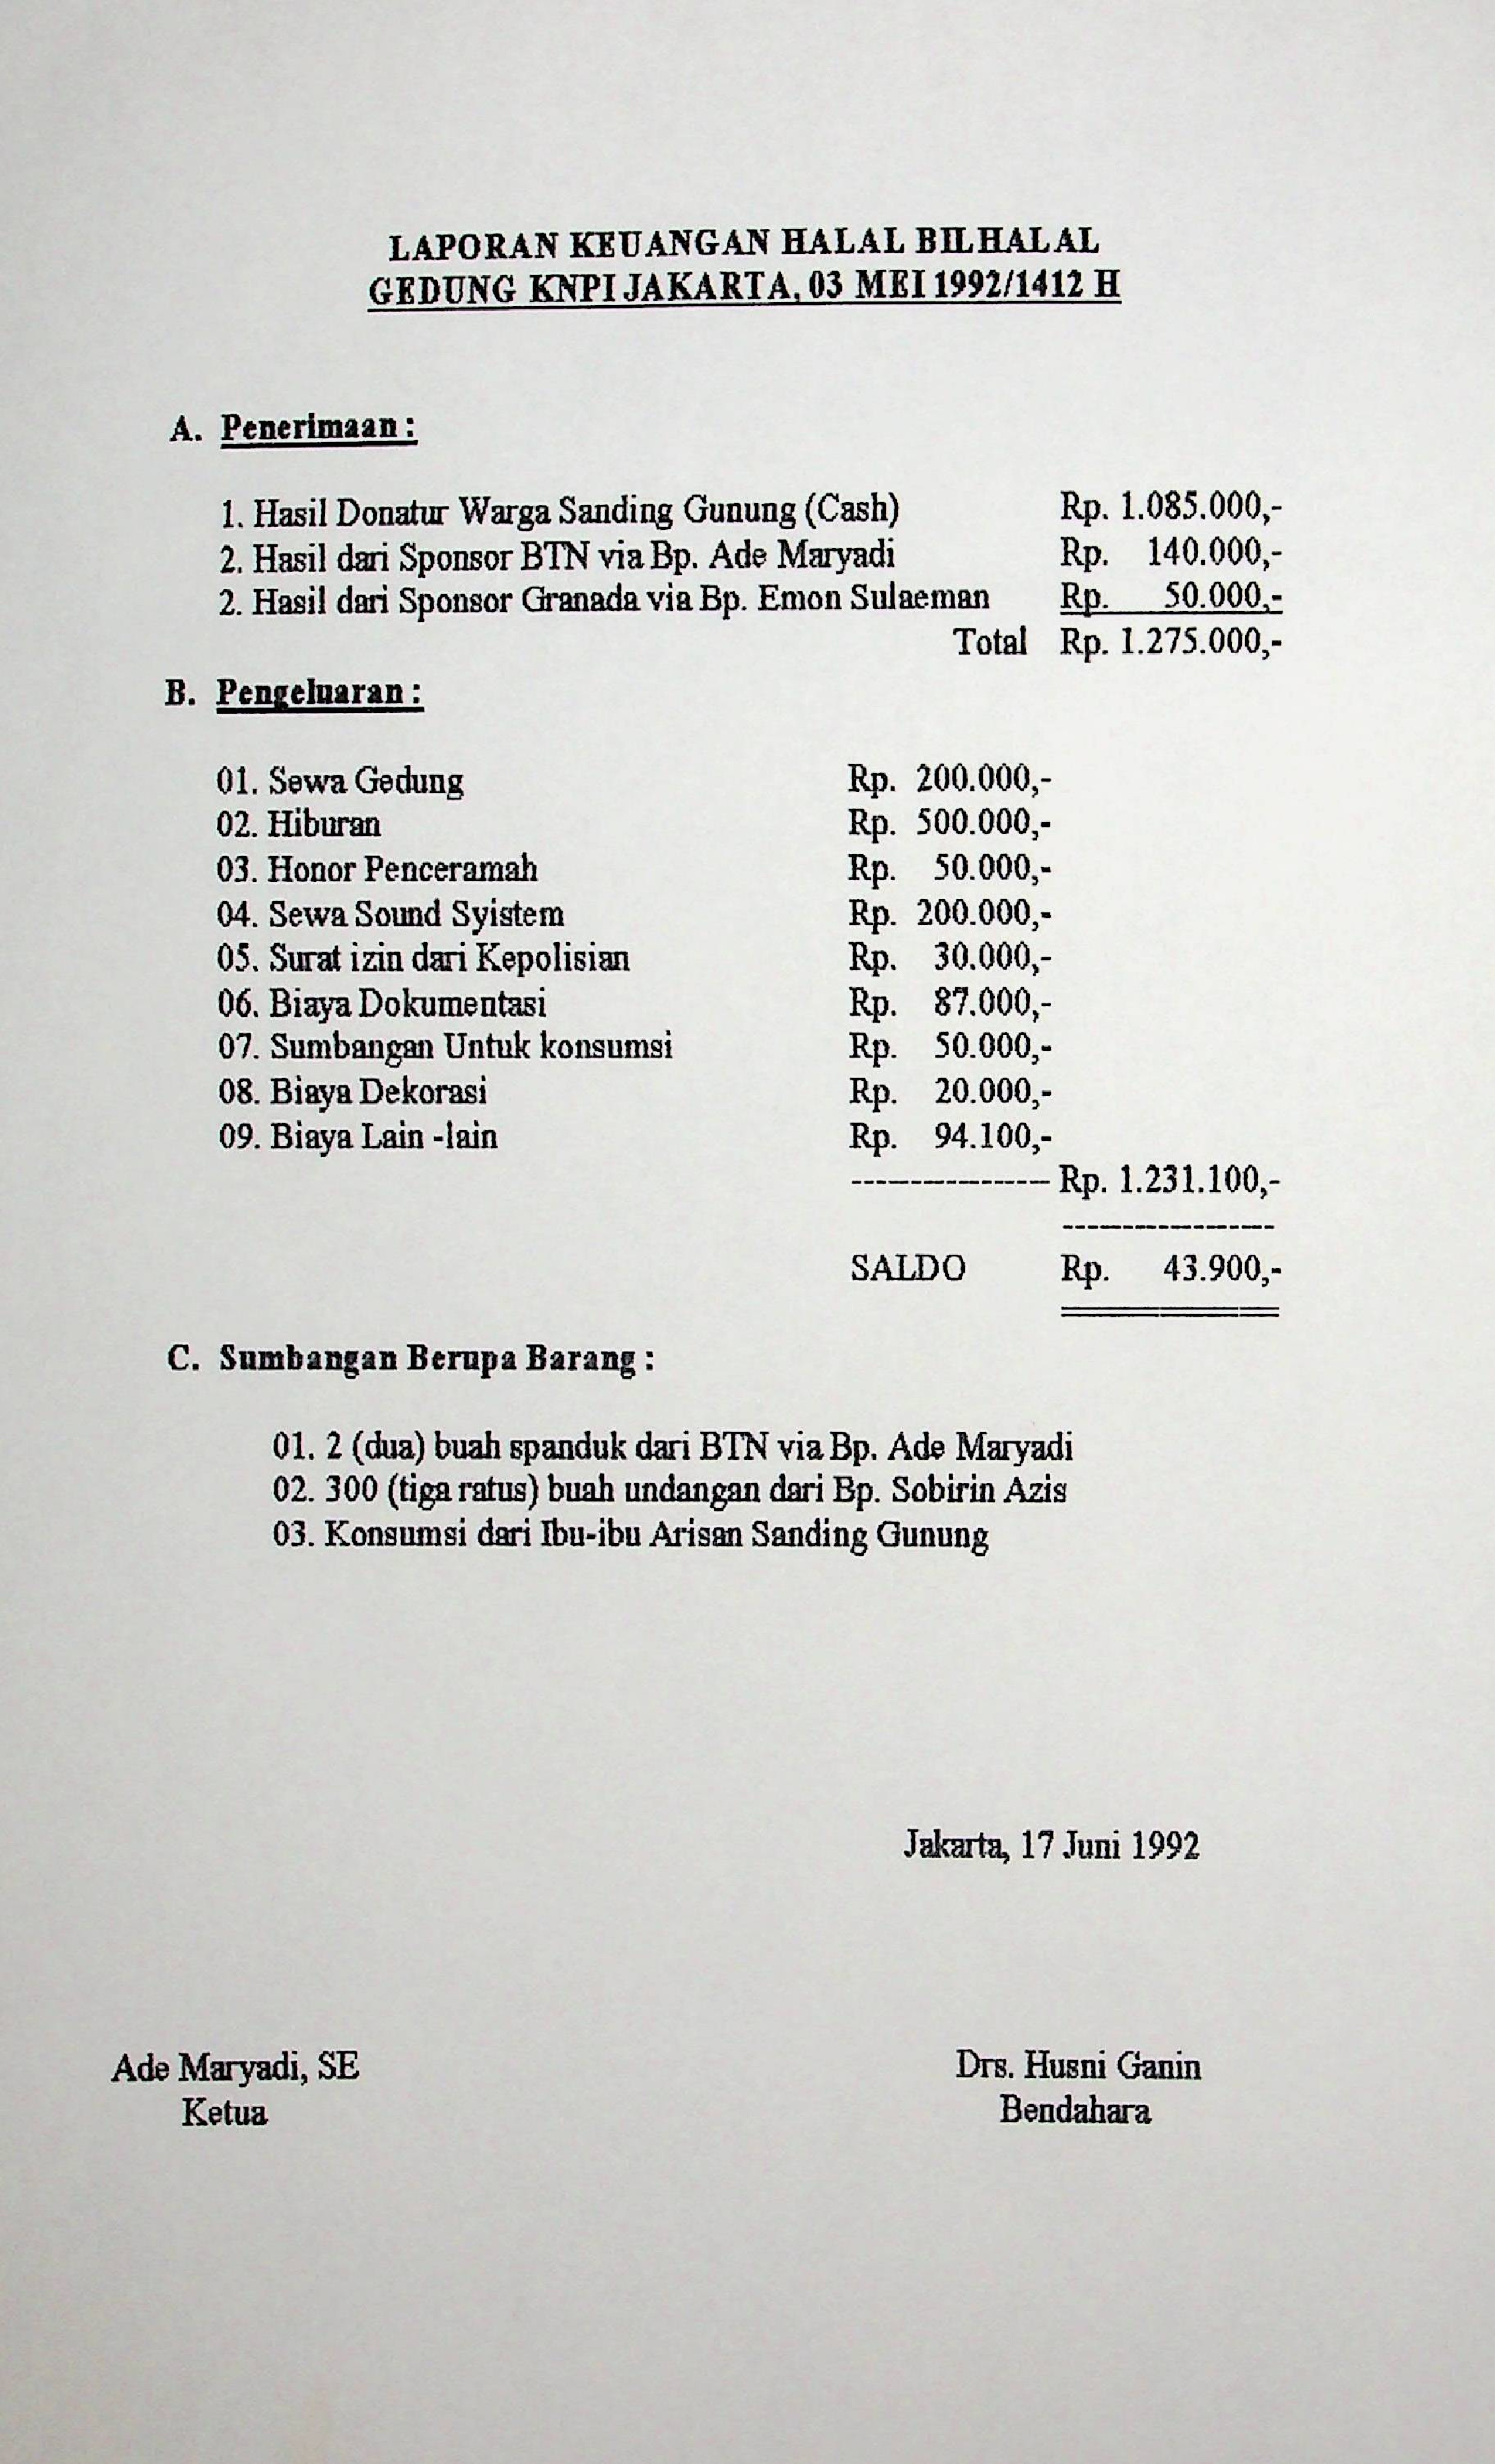 LAPORAN KEUANGAN HALAL BILHALAL
GEDUNG KNPI JAKARTA, 03 MEI 1992/1412 H
A. Penerimaan :
1. Hasil Donatur Warga Sanding Gunung (Cash) Rp. 1.085.000,-
2. Hasil dari Sponsor BTN via Bp. Ade Maryadi Rp. 140.000,-
2. Hasil dari Sponsor Granada via Bp. Emon Sulaeman Rp. 50.000,-
Total Rp. 1.275.000,-
B. Pengeluaran :
01. Sewa Gedung Rp. 200.000,-
02. Hiburan Rp. 500.000,-
03. Honor Penceramah Rp. 50.000,-
04. Sewa Sound Syistem Rp. 200.000,-
05. Surat izin dari Kepolisian Rp. 30.000,-
06. Biaya Dokumentasi Rp. 87.000,-
07. Sumbangan Untuk konsumsi Rp. 50.000,-
08. Biaya Dekorasi Rp. 20.000,-
09. Biaya Lain -lain Rp. 94.100,-
----------------- Rp. 1.231.100,-
------------------
SALDO Rp. 43.900,-
C. Sumbangan Berupa Barang :
01. 2 (dua) buah spanduk dari BTN via Bp. Ade Maryadi
02. 300 (tiga ratus) buah undangan dari Bp. Sobirin Azis
03. Konsumsi dari Ibu-ibu Arisan Sanding Gunung
Jakarta, 17 Juni 1992
Ade Maryadi, SE Drs. Husni Ganin
Ketua Bendahara